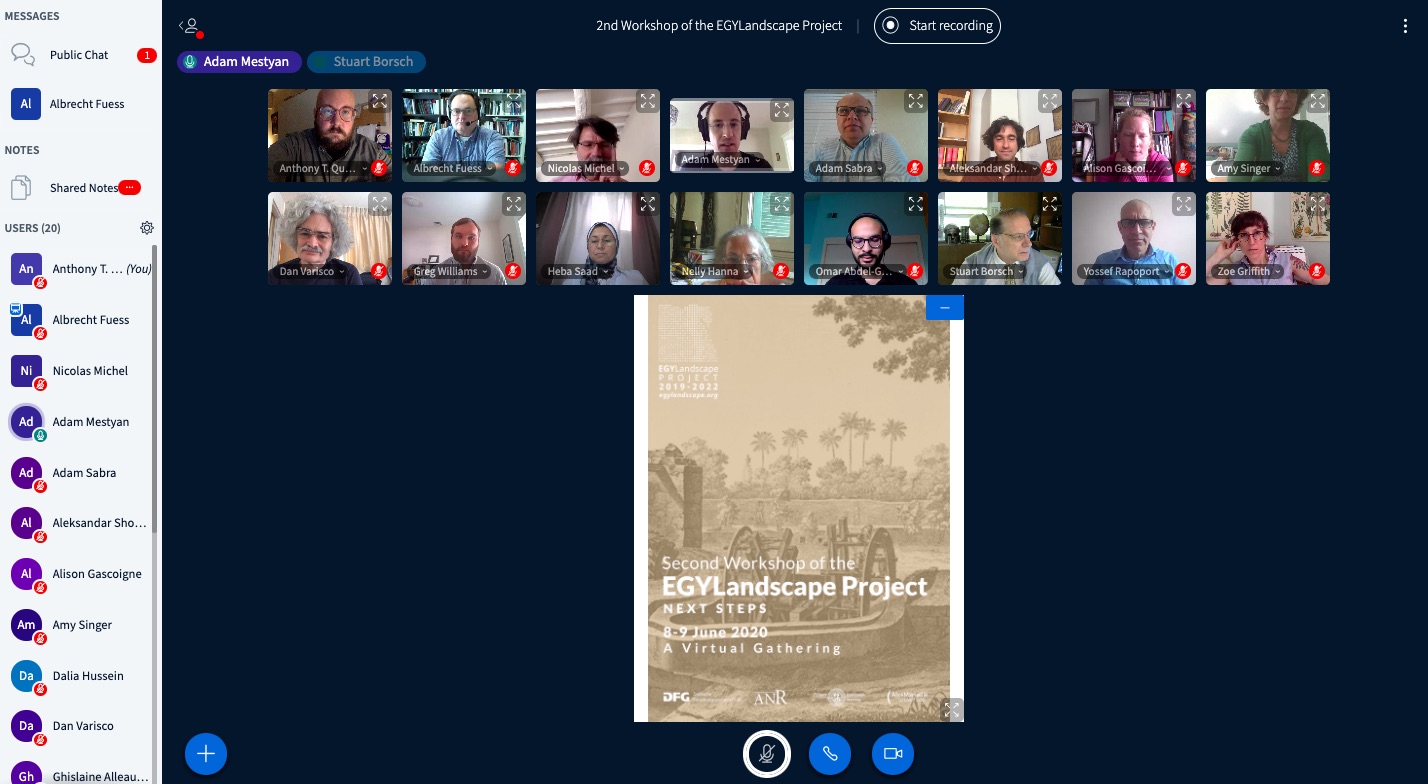 MESSAGES
Public Chat
1
Al
Albrecht Fuess
NOTES
Shared Notes
...
USERS (20)
An
Anthony T. ... (You)
Al
Albrecht Fuess
Ni
Nicolas Michel
Ad
Adam Mestyan
Ad
Adam Sabra
Al
Aleksandar Sho...
Al
Alison Gascoigne
Am
Amy Singer
Da
Dalia Hussein
Da
Dan Varisco
Gh
Ghislaine Alleau...
2nd Workshop of the EGYLandscape Project
Start recording
Adam Mestyan
Stuart Borsch
Anthony T. Qu...
Albrecht Fuess
Nicolas Michel
Adam Mestyan
Adam Sabra
Aleksandar Sh...
Alison Gascoi...
Amy Singer
Dan Varisco
Greg Williams
Heba Saad
Nelly Hanna
Omar Abdel-G...
Stuart Borsch
Yossef Rapoport
Zoe Griffith
EGYLandscape
PROJECT
2019-2022
egylandscape.org
Second Workshop of the
EGYLandscape Project
NEXT STEPS
8-9 June 2020
A Virtual Gathering
DFG
ANR